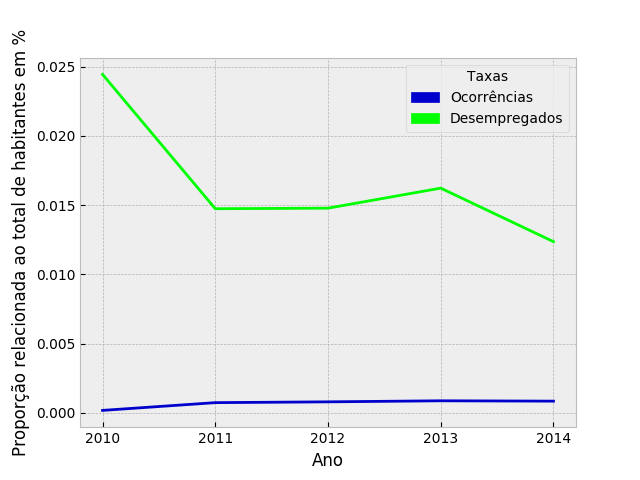 Proporção relacionada ao total de habitantes em %
0.025
0.020
0.015
0.010
0.005
0.000
Taxas
Ocorrências
Desempregados
2010 2011 2012 2013 2014
Ano